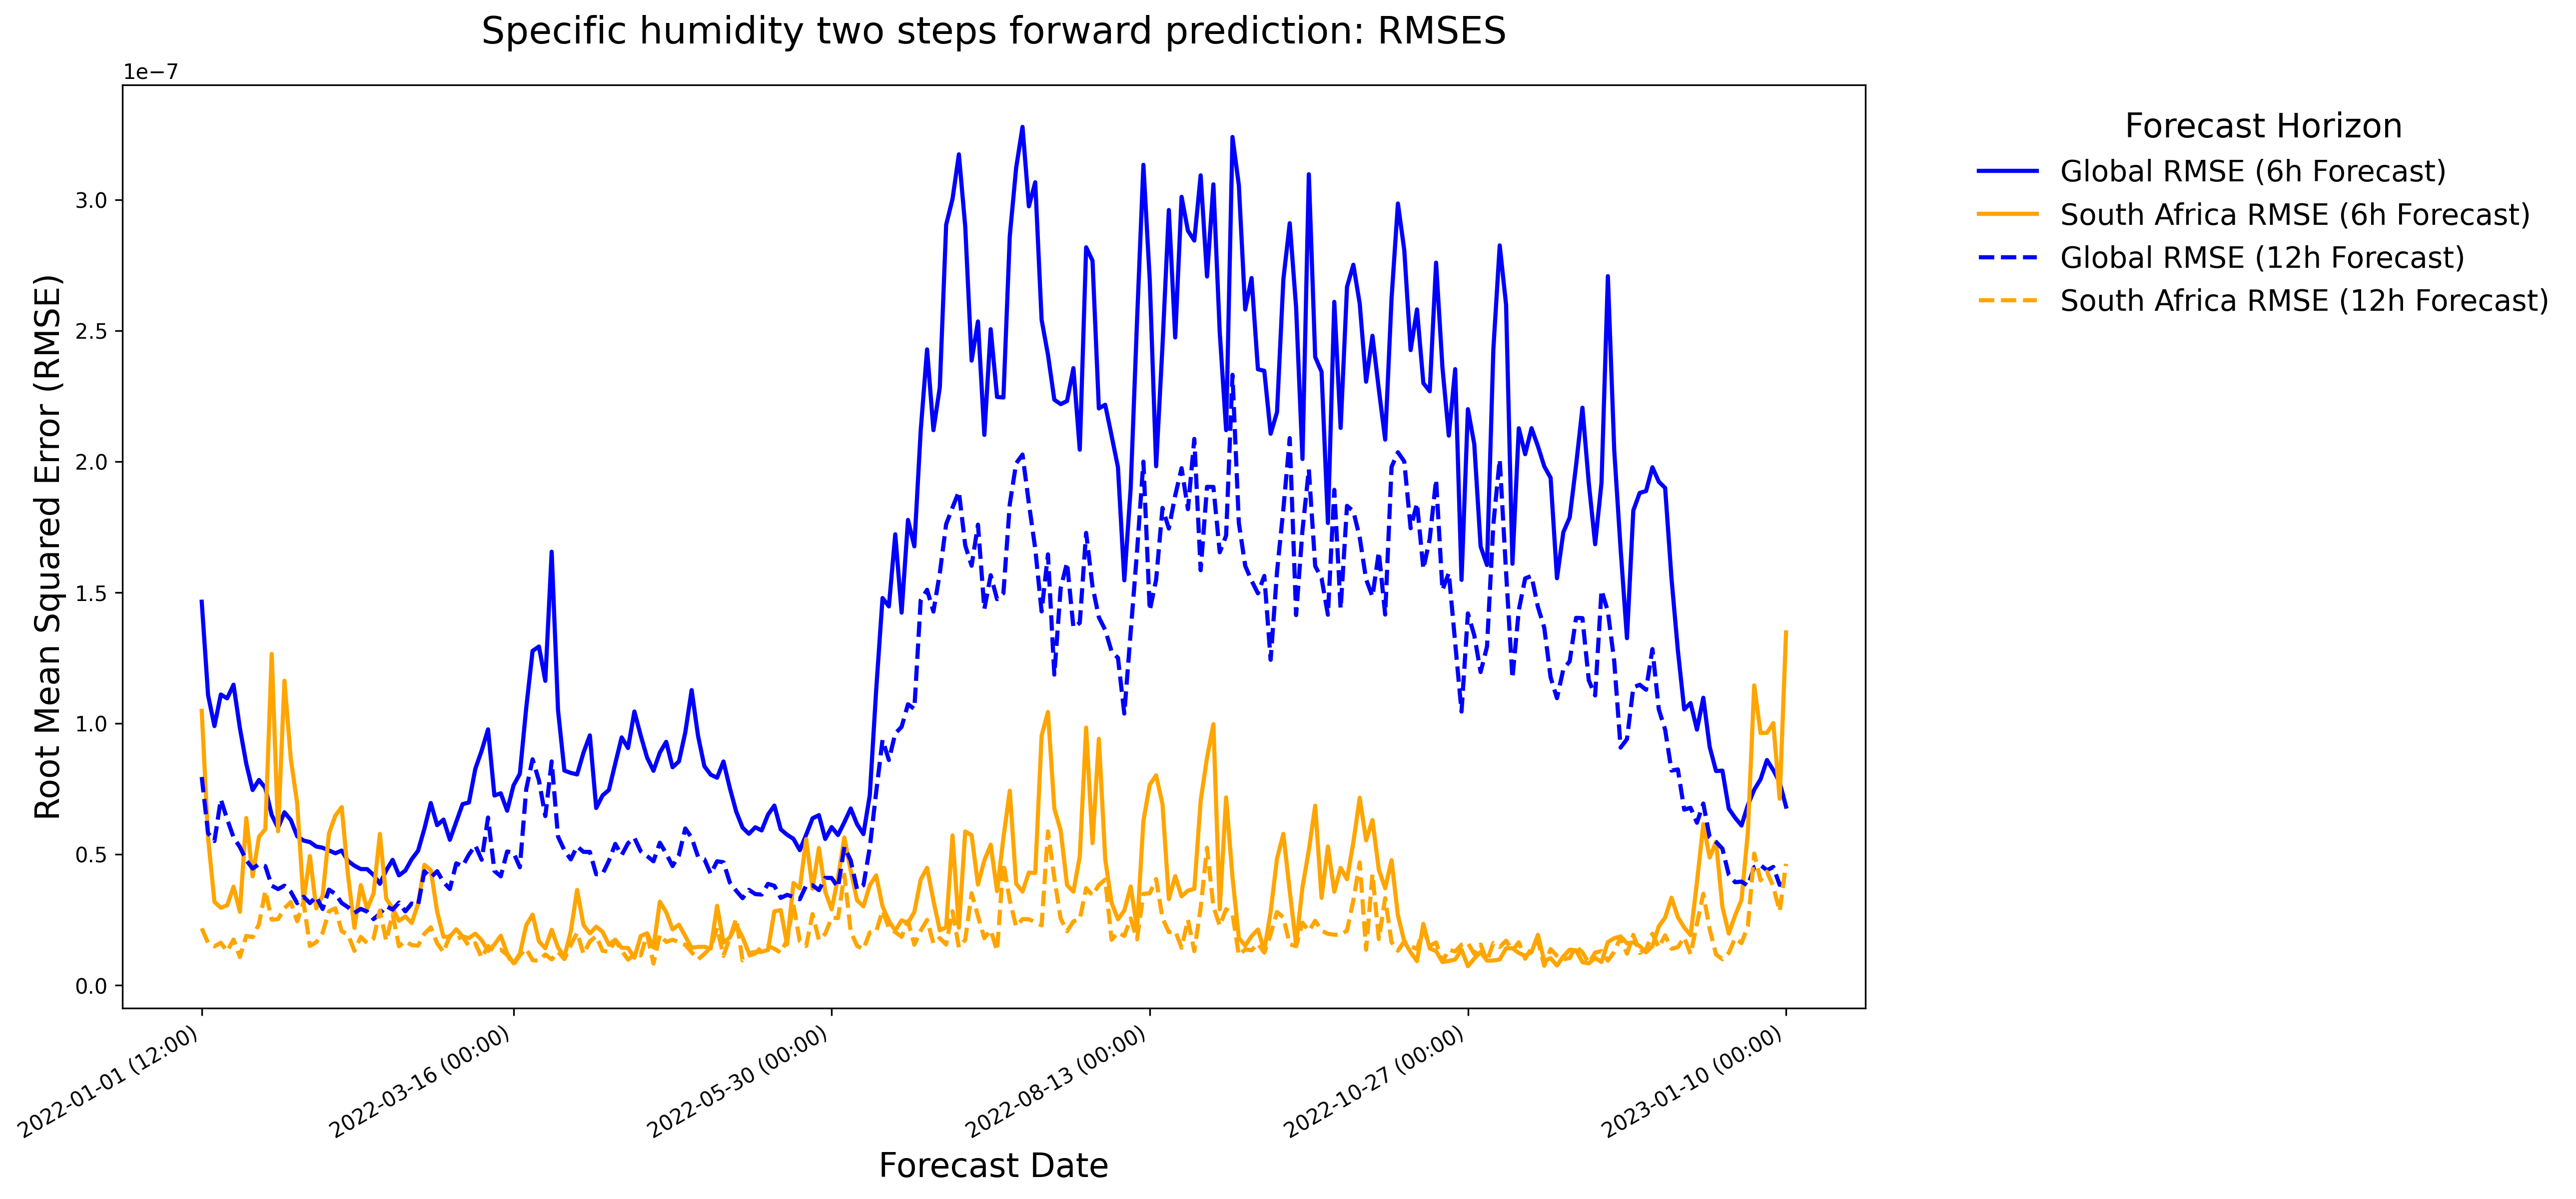 Specific humidity two steps forward prediction: RMSES
1e−7
Root Mean Squared Error (RMSE)
3.0
2.5
2.0
1.5
1.0
0.5
0.0
2022-01-01 (12:00)
2022-03-16 (00:00)
2022-05-30 (00:00)
2022-08-13 (00:00)
2022-10-27 (00:00)
2023-01-10 (00:00)
Forecast Date
Forecast Horizon
Global RMSE (6h Forecast)
South Africa RMSE (6h Forecast)
Global RMSE (12h Forecast)
South Africa RMSE (12h Forecast)